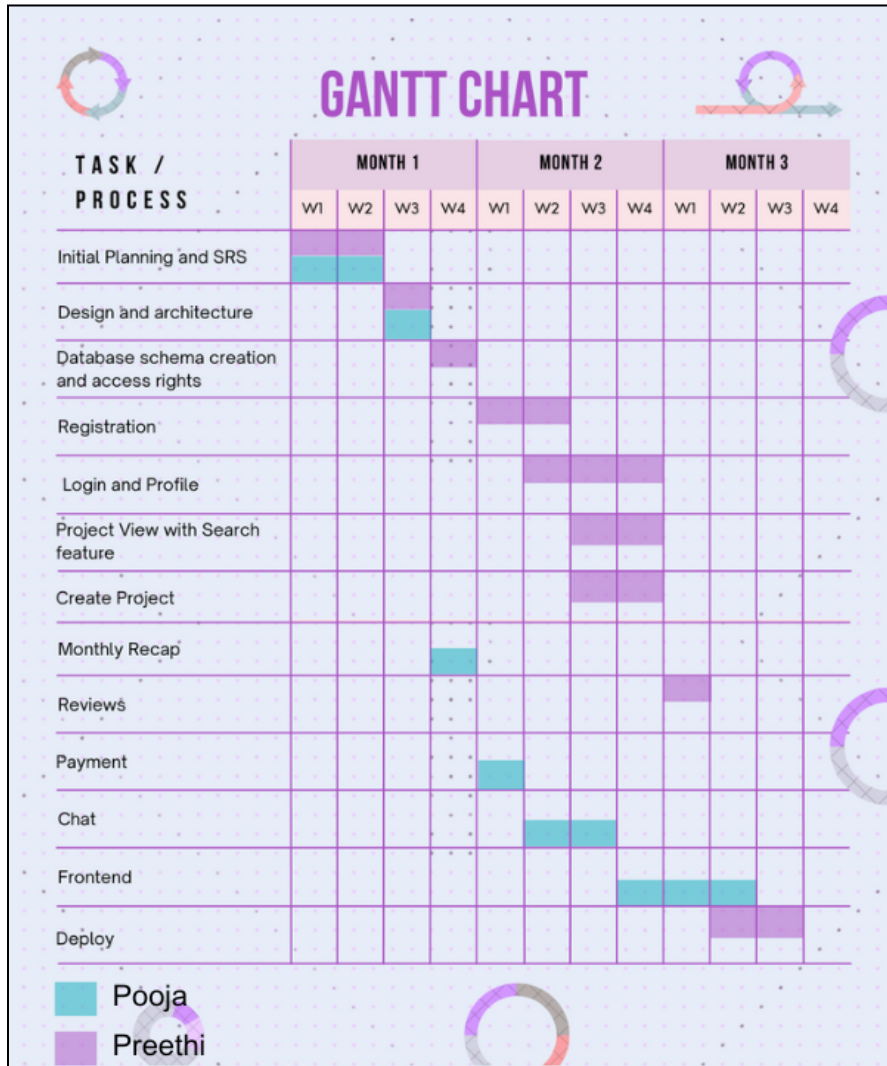 GANTT CHART
TASK /
PROCESS
MONTH 1
MONTH 2
MONTH 3
W1 W2 W3 W4 W1 W2 W3 W4 W1 W2 W3 W4
Initial Planning and SRS
Design and architecture
Database schema creation
and access rights
Registration
Login and Profile
Project View with Search
feature
Create Project
Monthly Recap
Reviews
Payment
Chat
Frontend
Deploy
Pooja
Preethi